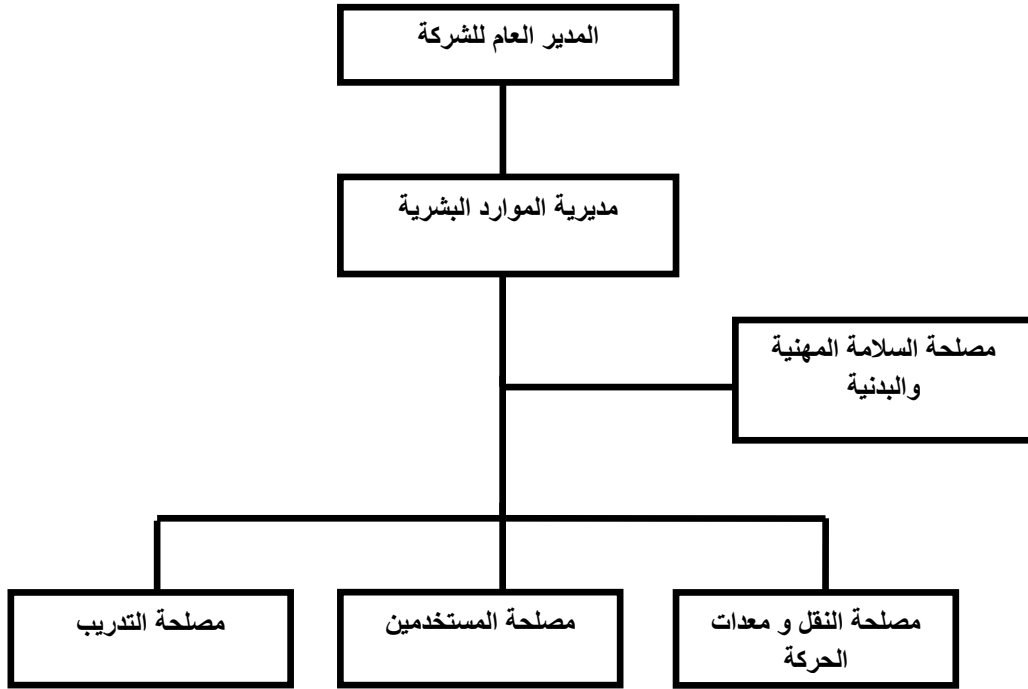 المدير العام للشركة
مديرية الموارد البشرية
مصلحة السلامة المهنية
والبدنية
مصلحة النقل و معدات
الحركة
مصلحة المستخدمين
مصلحة التدريب